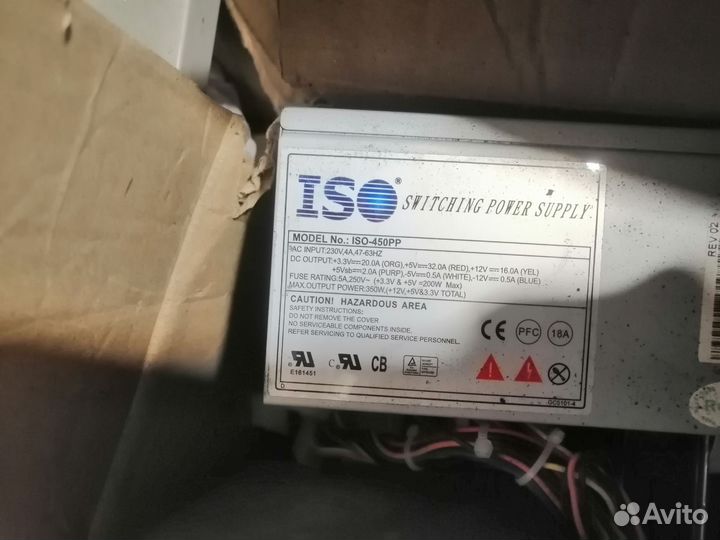 ISO® SWITCHING POWER SUPPLY
MODEL No.: ISO-450PP
AC INPUT:230V,4A,47-63HZ
DC OUTPUT:+3.3V⎓20.0A (ORG),+5V⎓32.0A (RED),+12V⎓16.0A (YEL)
+5Vsb⎓2.0A (PURP),-5V⎓0.5A (WHITE),-12V⎓0.5A (BLUE)
FUSE RATING:5A,250V~ (+3.3V & +5V =200W Max)
MAX.OUTPUT POWER:350W,(+12V,+5V&3.3V TOTAL)
CAUTION! HAZARDOUS AREA
SAFETY INSTRUCTIONS:
DO NOT REMOVE THE COVER
NO SERVICEABLE COMPONENTS INSIDE.
REFER SERVICING TO QUALIFIED SERVICE PERSONNEL.
CE PFC 18A
E161451
CB
GC0101-4
REV 02
Avito